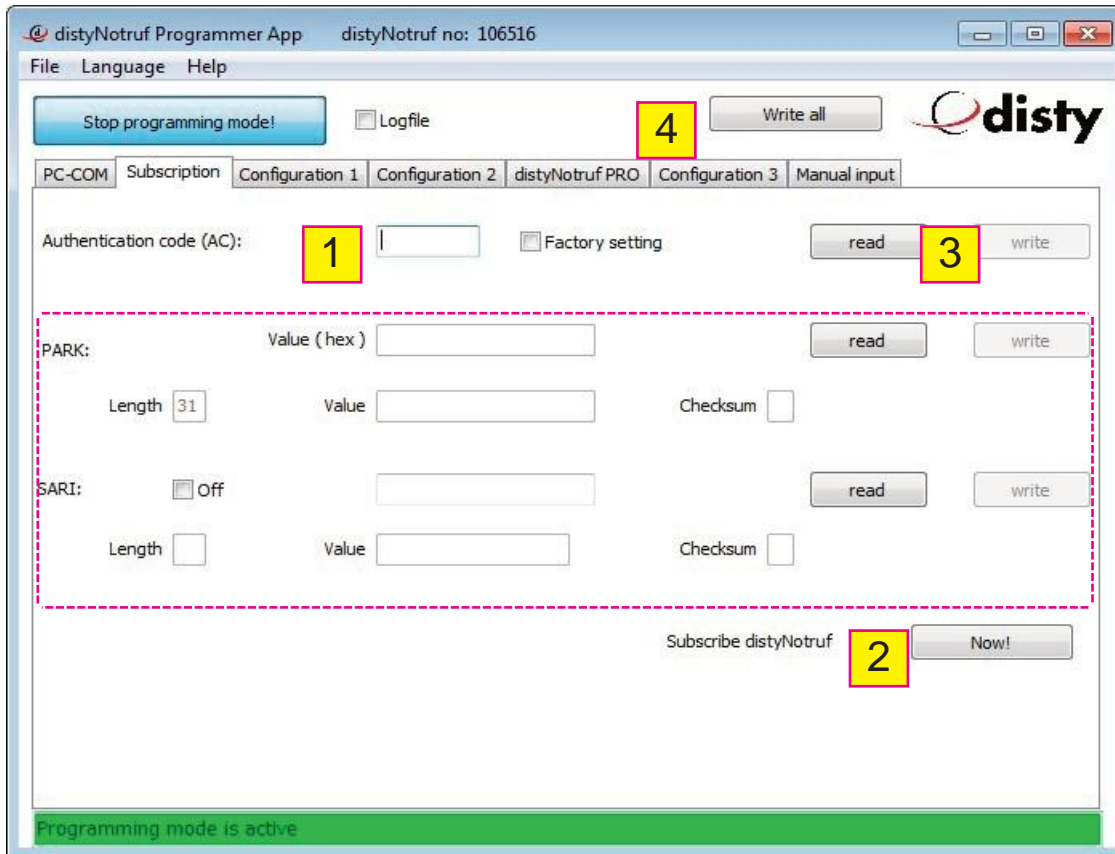 distyNotruf Programmer App distyNotruf no: 106516
File Language Help
Stop programming mode! Logfile 4 Write all disty
PC-COM Subscription Configuration 1 Configuration 2 distyNotruf PRO Configuration 3 Manual input
Authentication code (AC): 1 Factory setting read 3 write
PARK: Value ( hex ) read write
Length 31 Value Checksum
SARI: Off read write
Length Value Checksum
Subscribe distyNotruf 2 Now!
Programming mode is active